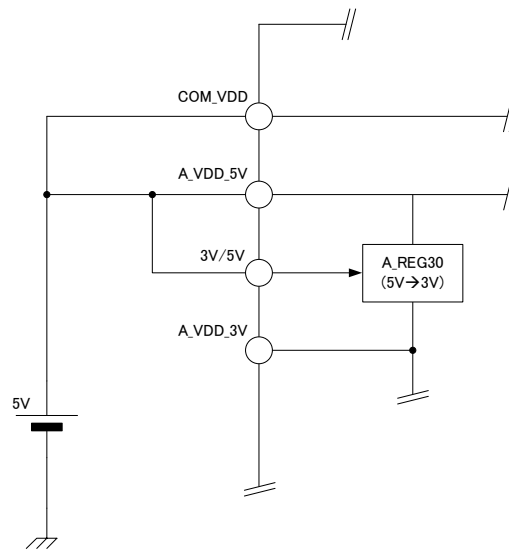 COM_VDD
A_VDD_5V
3V/5V
A_REG30
(5V→3V)
A_VDD_3V
5V